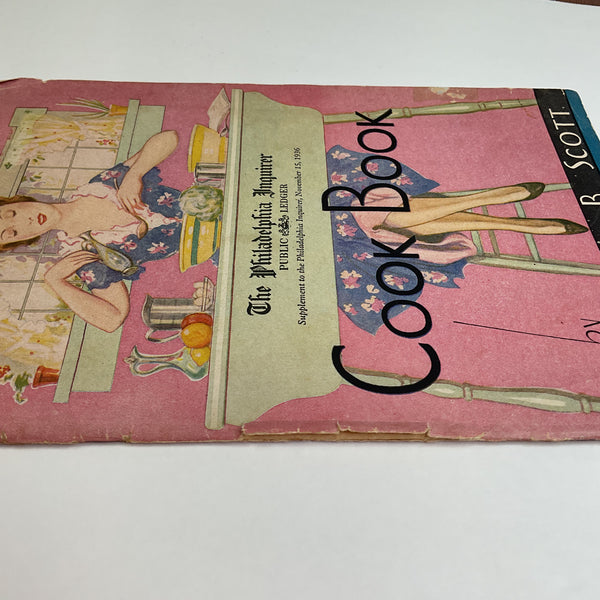 The Philadelphia Inquirer
PUBLIC LEDGER
Supplement to the Philadelphia Inquirer, November 15, 1936
COOK BOOK
by
B. SCOTT